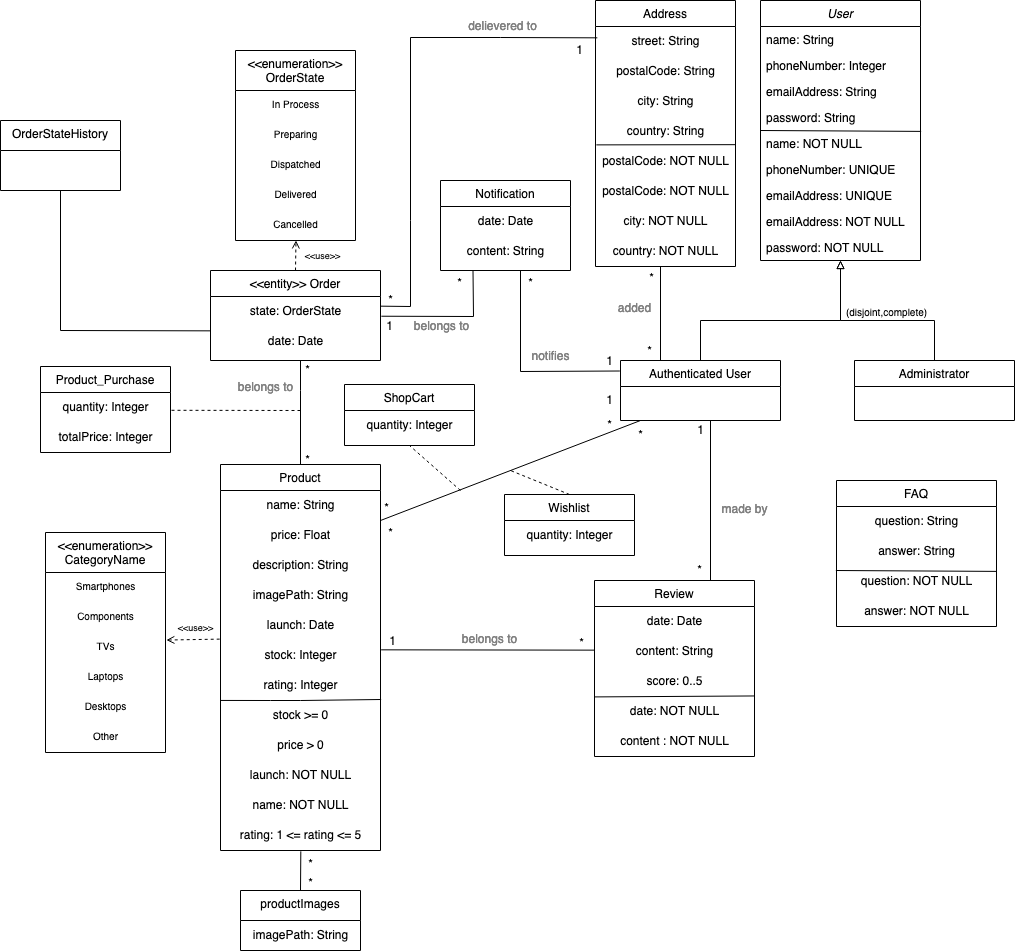 delievered to
1
Address
street: String
postalCode: String
city: String
country: String
postalCode: NOT NULL
postalCode: NOT NULL
city: NOT NULL
country: NOT NULL
User
name: String
phoneNumber: Integer
emailAddress: String
password: String
name: NOT NULL
phoneNumber: UNIQUE
emailAddress: UNIQUE
emailAddress: NOT NULL
password: NOT NULL
<<enumeration>>
OrderState
In Process
Preparing
Dispatched
Delivered
Cancelled
OrderStateHistory
<<use>>
Notification
date: Date
content: String
<<entity>> Order
state: OrderState
date: Date
*
1
belongs to
*
*
*
added
*
(disjoint,complete)
notifies
1
Authenticated User
Administrator
1
*
*
Product_Purchase
quantity: Integer
totalPrice: Integer
belongs to
*
*
ShopCart
quantity: Integer
*
*
Wishlist
quantity: Integer
1
made by
*
Product
name: String
price: Float
description: String
imagePath: String
launch: Date
stock: Integer
rating: Integer
stock >= 0
price > 0
launch: NOT NULL
name: NOT NULL
rating: 1 <= rating <= 5
FAQ
question: String
answer: String
question: NOT NULL
answer: NOT NULL
<<enumeration>>
CategoryName
Smartphones
Components
TVs
Laptops
Desktops
Other
<<use>>
1
belongs to
*
Review
date: Date
content: String
score: 0..5
date: NOT NULL
content : NOT NULL
*
*
productImages
imagePath: String